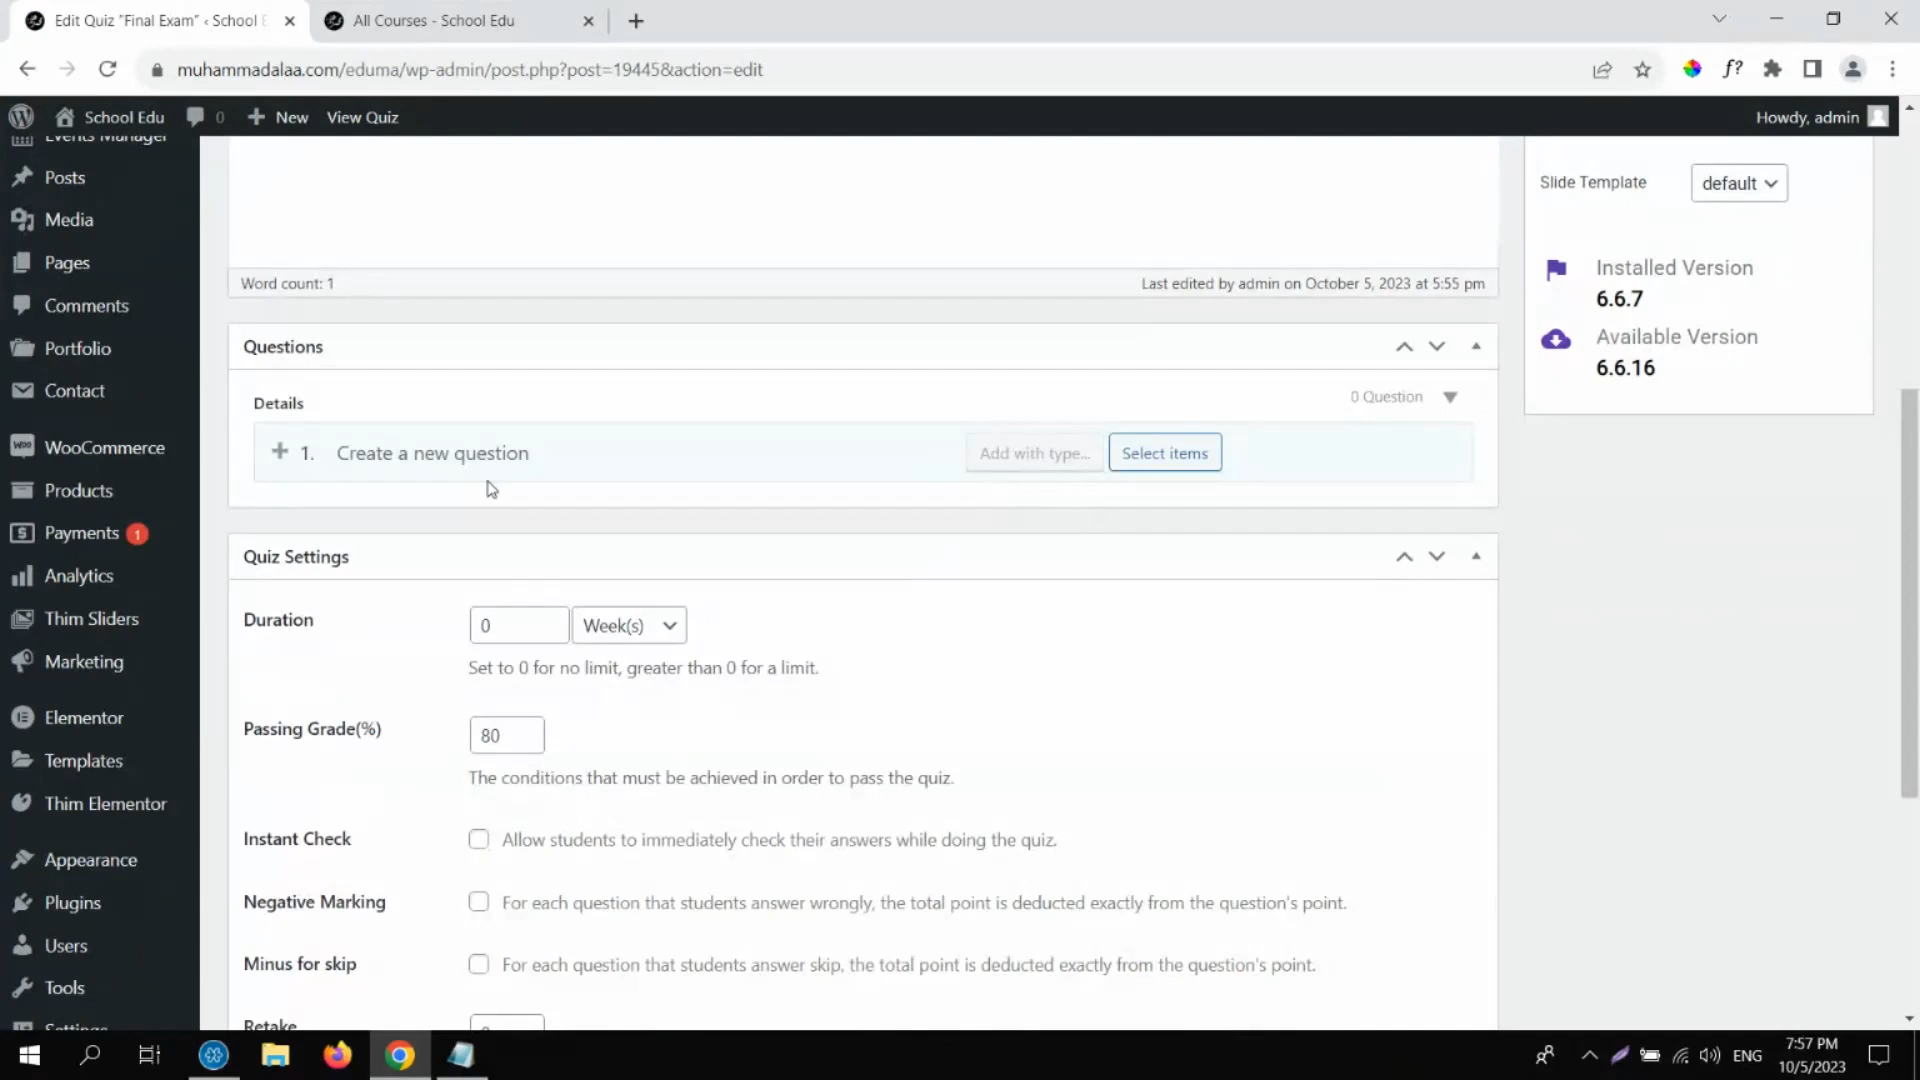 Edit Quiz "Final Exam" ‹ School E
All Courses - School Edu
muhammadalaa.com/eduma/wp-admin/post.php?post=19445&action=edit
f?
School Edu
0
New
View Quiz
Howdy, admin
Events Manager
Posts
Media
Pages
Comments
Portfolio
Contact
WOO
WooCommerce
Products
Payments 1
Analytics
Thim Sliders
Marketing
Elementor
Templates
Thim Elementor
Appearance
Plugins
Users
Tools
Settings
Word count: 1
Last edited by admin on October 5, 2023 at 5:55 pm
Questions
Details
0 Question
1. Create a new question
Add with type...
Select items
Quiz Settings
Duration
0
Week(s)
Set to 0 for no limit, greater than 0 for a limit.
Passing Grade(%)
80
The conditions that must be achieved in order to pass the quiz.
Instant Check
Allow students to immediately check their answers while doing the quiz.
Negative Marking
For each question that students answer wrongly, the total point is deducted exactly from the question's point.
Minus for skip
For each question that students answer skip, the total point is deducted exactly from the question's point.
Retake
Slide Template
default
Installed Version
6.6.7
Available Version
6.6.16
ENG
7:57 PM
10/5/2023